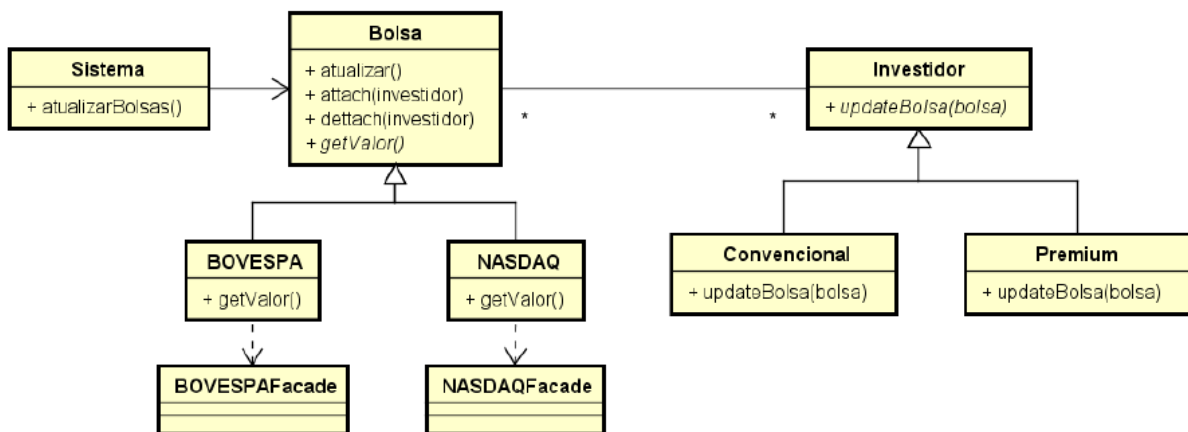 Bolsa
+ atualizar()
+ attach(investidor)
+ dettach(investidor)
+ getValor()
Sistema
+ atualizarBolsas()
Investidor
+ updateBolsa(bolsa)
*
*
BOVESPA
+ getValor()
NASDAQ
+ getValor()
Convencional
+ updateBolsa(bolsa)
Premium
+ updateBolsa(bolsa)
BOVESPAFacade
NASDAQFacade